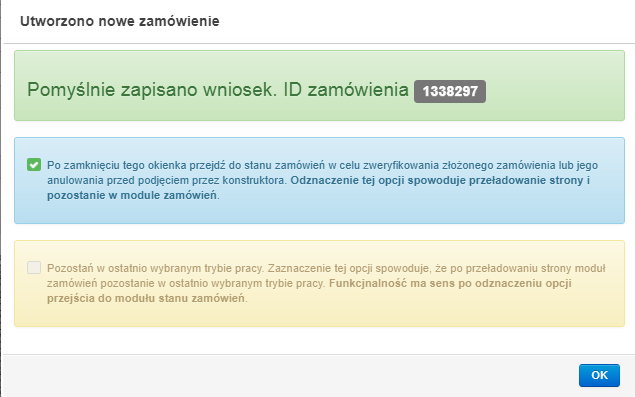 Utworzono nowe zamówienie
Pomyślnie zapisano wniosek. ID zamówienia 1338297
Po zamknięciu tego okienka przejdź do stanu zamówień w celu zweryfikowania złożonego zamówienia lub jego
anulowania przed podjęciem przez konstruktora. Odznaczenie tej opcji spowoduje przeładowanie strony i
pozostanie w module zamówień.
Pozostań w ostatnio wybranym trybie pracy. Zaznaczenie tej opcji spowoduje, że po przeładowaniu strony moduł
zamówień pozostanie w ostatnio wybranym trybie pracy. Funkcjnalność ma sens po odznaczeniu opcji
przejścia do modułu stanu zamówień.
OK